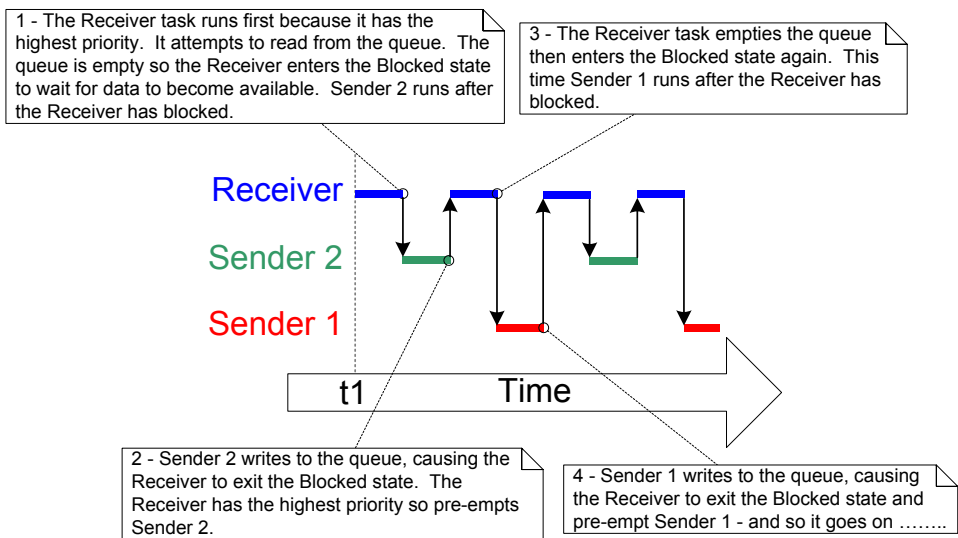 1 - The Receiver task runs first because it has the
highest priority.  It attempts to read from the queue.  The
queue is empty so the Receiver enters the Blocked state
to wait for data to become available.  Sender 2 runs after
the Receiver has blocked.
3 - The Receiver task empties the queue
then enters the Blocked state again.  This
time Sender 1 runs after the Receiver has
blocked.
Receiver
Sender 2
Sender 1
t1
Time
2 - Sender 2 writes to the queue, causing the
Receiver to exit the Blocked state.  The
Receiver has the highest priority so pre-empts
Sender 2.
4 - Sender 1 writes to the queue, causing
the Receiver to exit the Blocked state and
pre-empt Sender 1 - and so it goes on ……..